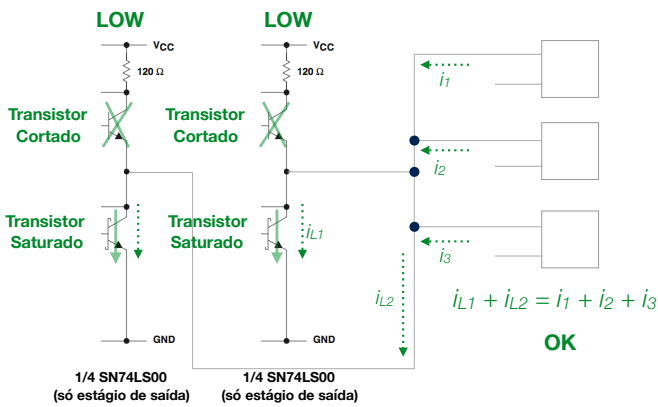 LOW
LOW
VCC
VCC
120 Ω
120 Ω
i1
Transistor
Cortado
Transistor
Cortado
i2
Transistor
Saturado
Transistor
Saturado
iL1
i3
iL2
iL1 + iL2 = i1 + i2 + i3
OK
GND
GND
1/4 SN74LS00
(só estágio de saída)
1/4 SN74LS00
(só estágio de saída)